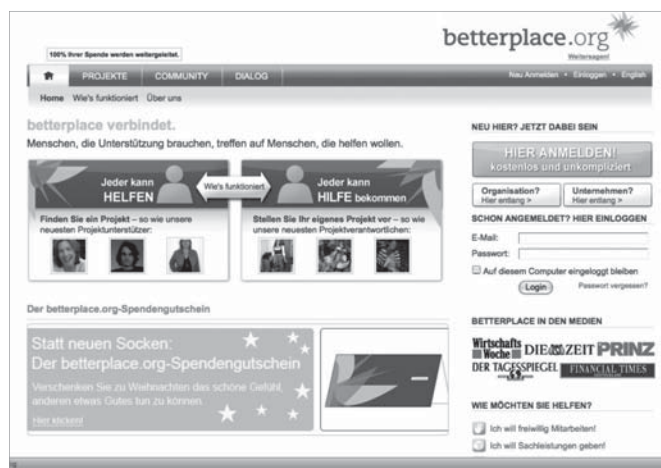 betterplace.org
Weitersagen!
100% Ihrer Spende werden weitergeleitet.
PROJEKTE
COMMUNITY
DIALOG
Neu Anmelden • Einloggen • English
Home Wie's funktioniert Über uns
betterplace verbindet.
Menschen, die Unterstützung brauchen, treffen auf Menschen, die helfen wollen.
Jeder kann
HELFEN
Wie's funktioniert
Jeder kann
HILFE bekommen
Finden Sie ein Projekt – so wie unsere
neuesten Projektunterstützer:
Stellen Sie Ihr eigenes Projekt vor – so wie
unsere neuesten Projektverantwortlichen:
Der betterplace.org-Spendengutschein
Statt neuen Socken:
Der betterplace.org-Spendengutschein
Verschenken Sie zu Weihnachten das schöne Gefühl,
anderen etwas Gutes tun zu können.
Hier klicken!
NEU HIER? JETZT DABEI SEIN
HIER ANMELDEN!
kostenlos und unkompliziert
Organisation?
Hier entlang >
Unternehmen?
Hier entlang >
SCHON ANGEMELDET? HIER EINLOGGEN
E-Mail:
Passwort:
Auf diesem Computer eingeloggt bleiben
Login
Passwort vergessen?
BETTERPLACE IN DEN MEDIEN
Wirtschafts
Woche
DIE ZEIT
PRINZ
DER TAGESSPIEGEL
FINANCIAL TIMES
WIE MÖCHTEN SIE HELFEN?
Ich will freiwillig Mitarbeiten!
Ich will Sachleistungen geben!